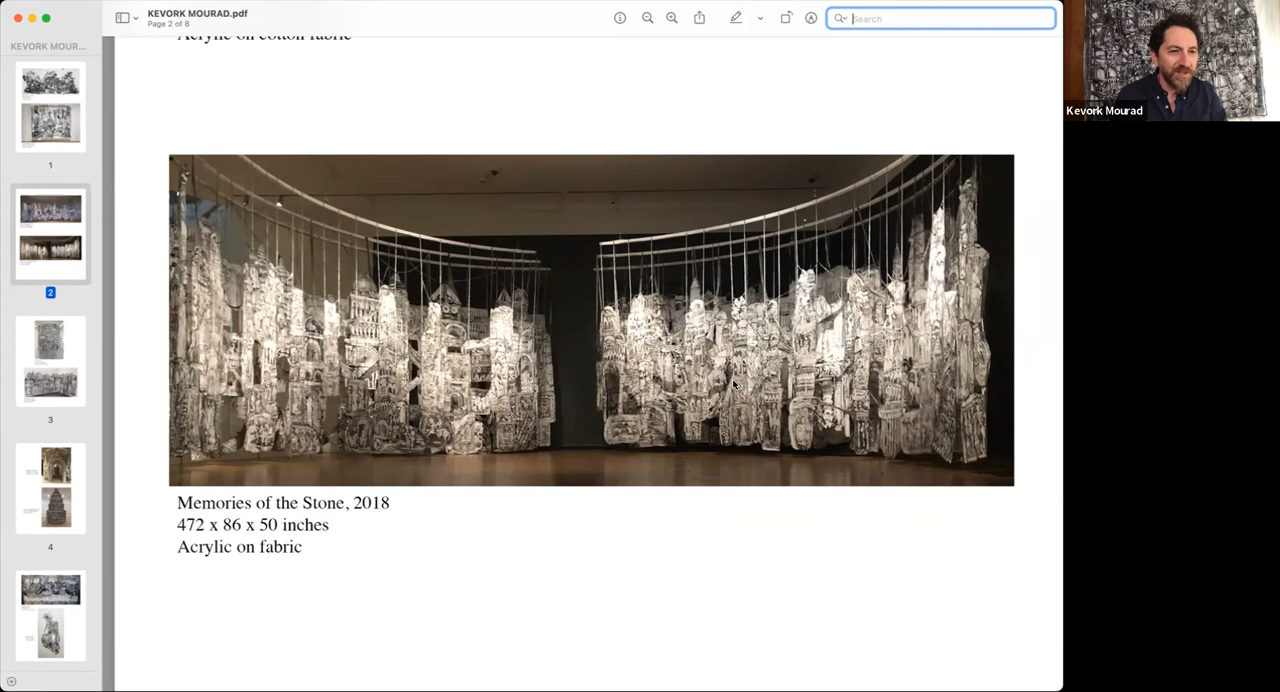 KEVORK MOURAD.pdf
Page 2 of 8
Search
KEVORK MOUR...
1
2
3
4
Acrylic on cotton fabric
Memories of the Stone, 2018
472 x 86 x 50 inches
Acrylic on fabric
Kevork Mourad